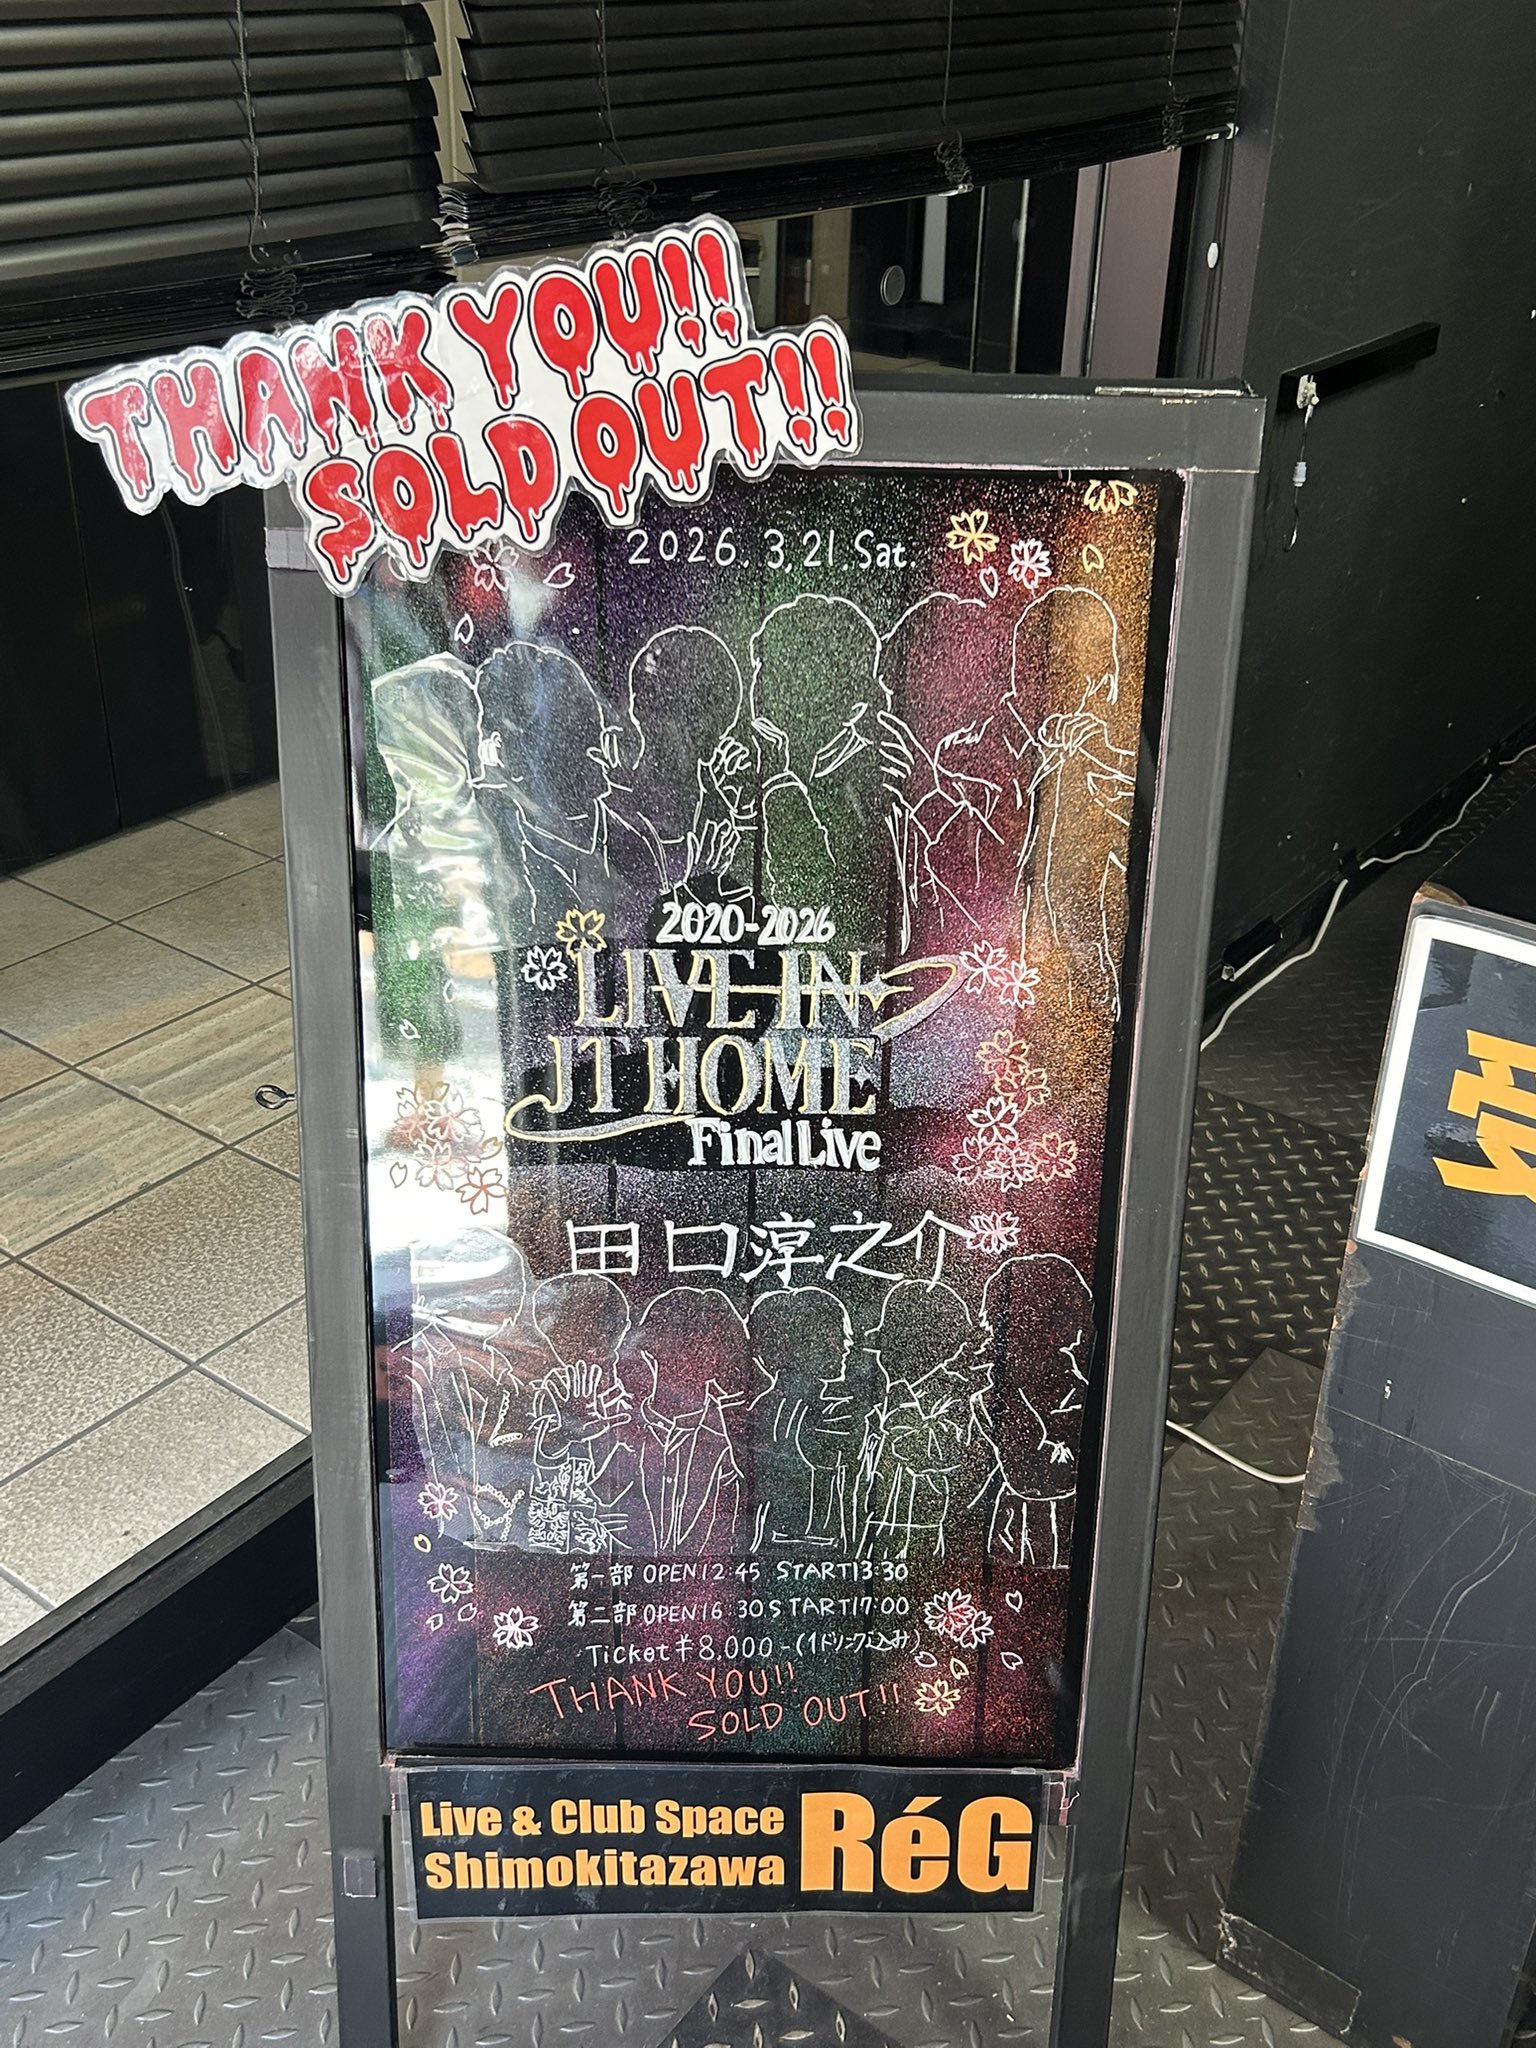 THANK YOU!!
SOLD OUT!!
2026.3.21.Sat.
2020-2026
LIVE IN
JT HOME
Final Live
田口淳之介
第一部 OPEN12:45 START13:30
第二部 OPEN16:30 START17:00
Ticket ¥8,000-(1ドリンク込み)
THANK YOU!!
SOLD OUT!!
Live & Club Space
Shimokitazawa
RéG